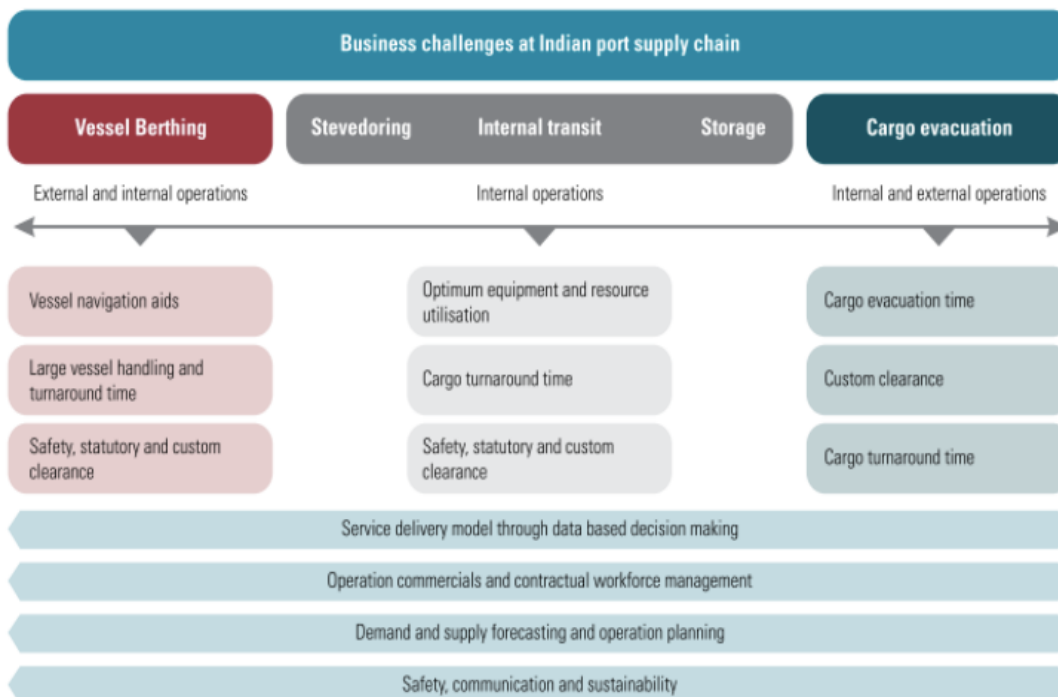 Business challenges at Indian port supply chain
Vessel Berthing
Stevedoring
Internal transit
Storage
Cargo evacuation
External and internal operations
Internal operations
Internal and external operations
Vessel navigation aids
Optimum equipment and resource
utilisation
Cargo evacuation time
Large vessel handling and
turnaround time
Cargo turnaround time
Custom clearance
Safety, statutory and custom
clearance
Safety, statutory and custom
clearance
Cargo turnaround time
Service delivery model through data based decision making
Operation commercials and contractual workforce management
Demand and supply forecasting and operation planning
Safety, communication and sustainability